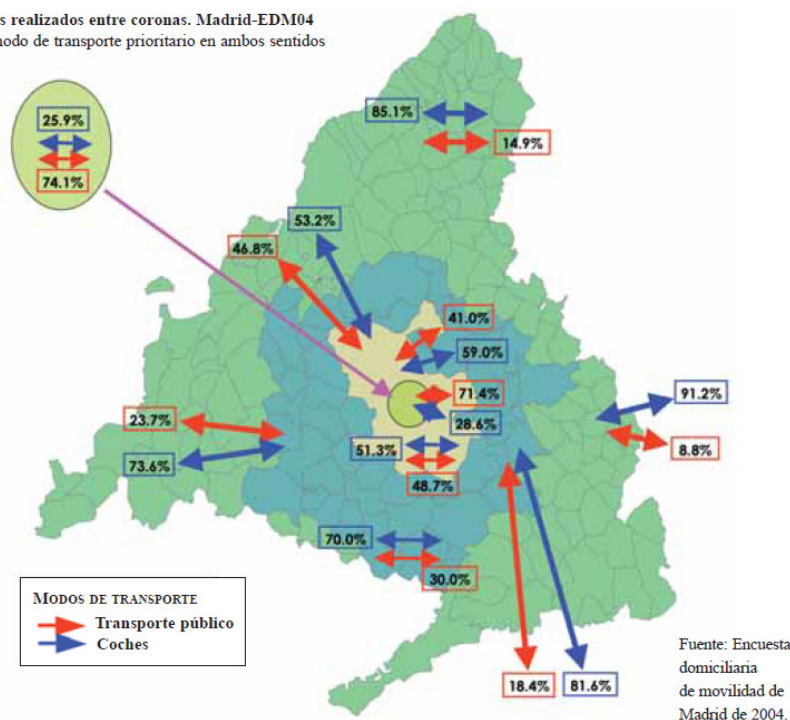 s realizados entre coronas. Madrid-EDM04
modo de transporte prioritario en ambos sentidos
25.9%
74.1%
85.1%
14.9%
53.2%
46.8%
41.0%
59.0%
71.4%
28.6%
91.2%
8.8%
23.7%
73.6%
51.3%
48.7%
70.0%
30.0%
MODOS DE TRANSPORTE
Transporte público
Coches
18.4%
81.6%
Fuente: Encuesta
domiciliaria
de movilidad de
Madrid de 2004.